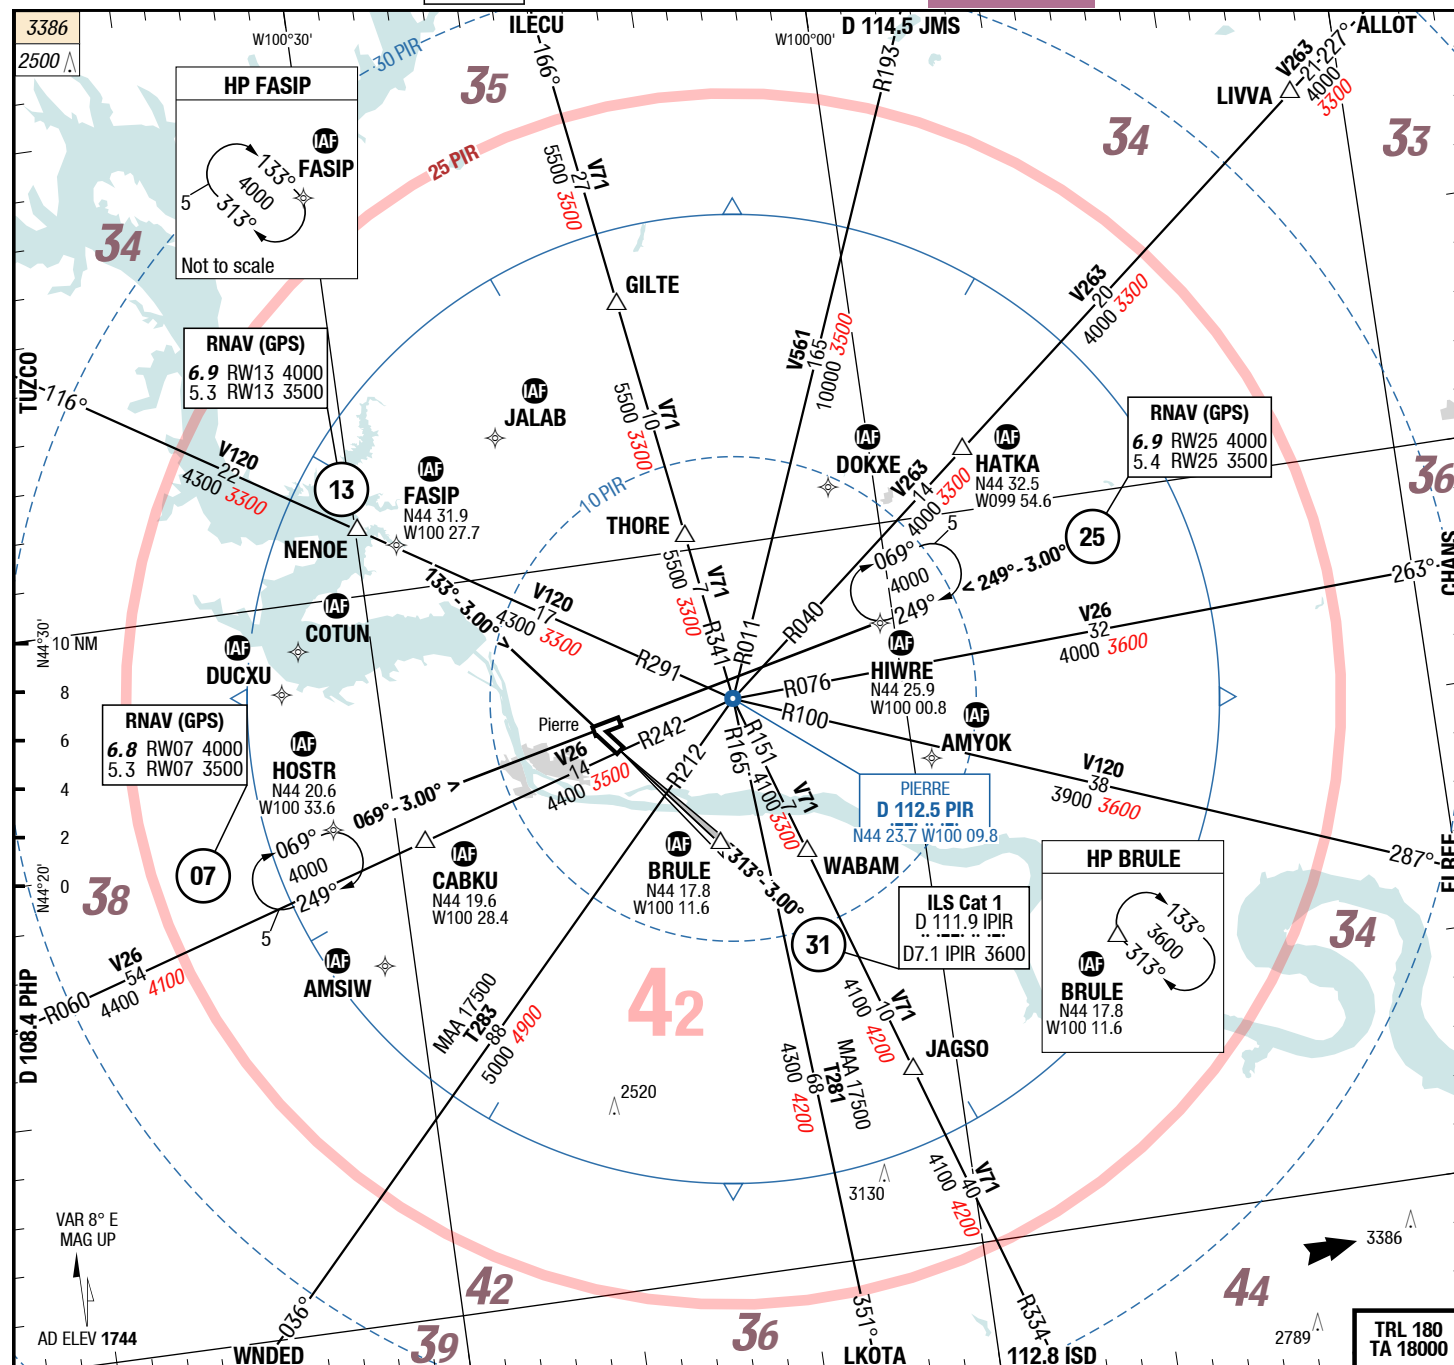 3386
2500
W100°30'
30 PIR
ILECU
166°
35
W100°00'
D 114.5 JMS
R193
ALLOT
227°
V263
21
4000
3300
LIVVA
34
33
HP FASIP
IAF
FASIP
133°
4000
313°
5
Not to scale
25 PIR
V71
27
5500 3500
34
GILTE
V561
165
10000 3500
V263
20
4000 3300
TUZCO
116°
RNAV (GPS)
6.9 RW13 4000
5.3 RW13 3500
V120
22
4300 3300
13
IAF
JALAB
V71
10
5500 3300
IAF
FASIP
N44 31.9
W100 27.7
NENOE
10 PIR
THORE
IAF
DOKXE
IAF
HATKA
N44 32.5
W099 54.6
V263
14
4000 3300
RNAV (GPS)
6.9 RW25 4000
5.4 RW25 3500
36
25
5
069°
4000
249°
< 249° - 3.00°
CHANS
263°
133° - 3.00° >
V120
17
4300 3300
V71
7
5500 3300
R341
R011
R040
R291
V26
32
4000 3600
IAF
COTUN
N44°30'
10 NM
8
6
4
2
0
N44°20'
IAF
DUCXU
IAF
HIWRE
N44 25.9
W100 00.8
R076
R100
IAF
AMYOK
RNAV (GPS)
6.8 RW07 4000
5.3 RW07 3500
Pierre
R242
R212
R151
R165
V26
14
4400 3500
IAF
HOSTR
N44 20.6
W100 33.6
069° - 3.00° >
PIERRE
D 112.5 PIR
N44 23.7 W100 09.8
V120
38
3900 3600
287°
ELREE
07
069°
4000
249°
5
38
IAF
CABKU
N44 19.6
W100 28.4
IAF
BRULE
N44 17.8
W100 11.6
V71
7
4100 3300
WABAM
313° - 3.00°
31
ILS Cat 1
D 111.9 IPIR
D7.1 IPIR 3600
HP BRULE
133°
3600
313°
IAF
BRULE
N44 17.8
W100 11.6
34
IAF
AMSIW
V26
54
4400 4100
R060
D 108.4 PHP
MAA 17500
T283
88
5000 4900
42
V71
10
4100 4200
JAGSO
MAA 17500
T281
68
4300 4200
2520
3130
V71
40
4100 4200
3386
VAR 8° E
MAG UP
AD ELEV 1744
036°
WNDED
42
39
36
351°
LKOTA
R334
112.8 ISD
44
2789
TRL 180
TA 18000